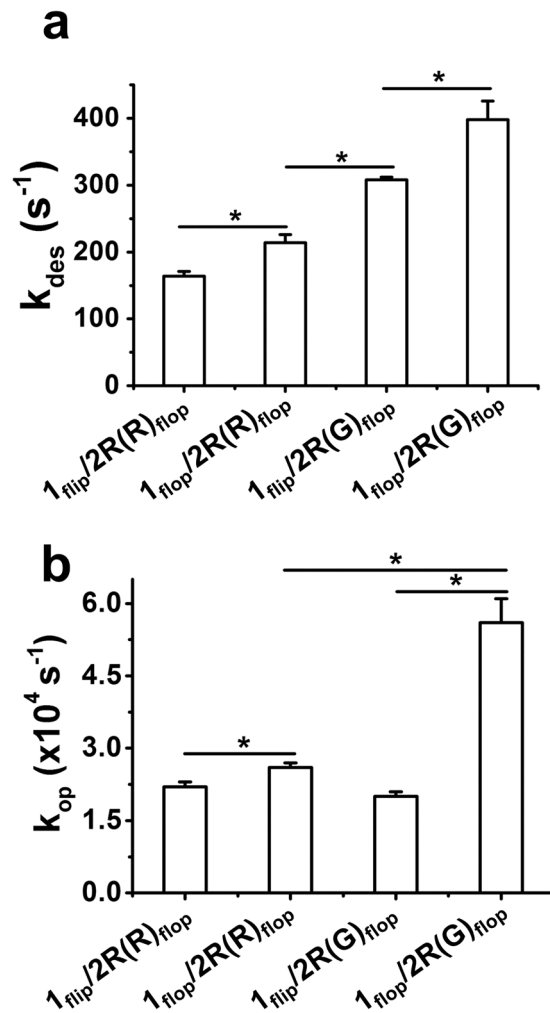 a
*
*
*
400
300
200
100
0
k_des (s⁻¹)
1_flip/2R(R)_flop
1_flop/2R(R)_flop
1_flip/2R(G)_flop
1_flop/2R(G)_flop
b
*
*
*
6.0
4.5
3.0
1.5
0.0
k_op (x10⁴ s⁻¹)
1_flip/2R(R)_flop
1_flop/2R(R)_flop
1_flip/2R(G)_flop
1_flop/2R(G)_flop